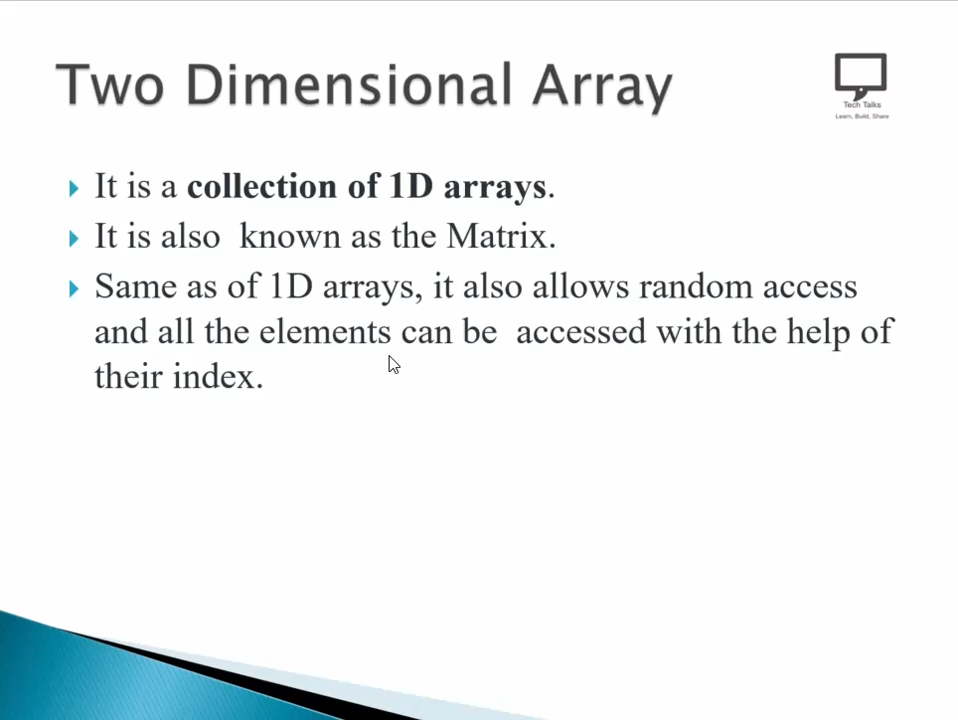 Two Dimensional Array
Tech Talks
Learn, Build, Share
It is a collection of 1D arrays.
It is also  known as the Matrix.
Same as of 1D arrays, it also allows random access
and all the elements can be  accessed with the help of
their index.